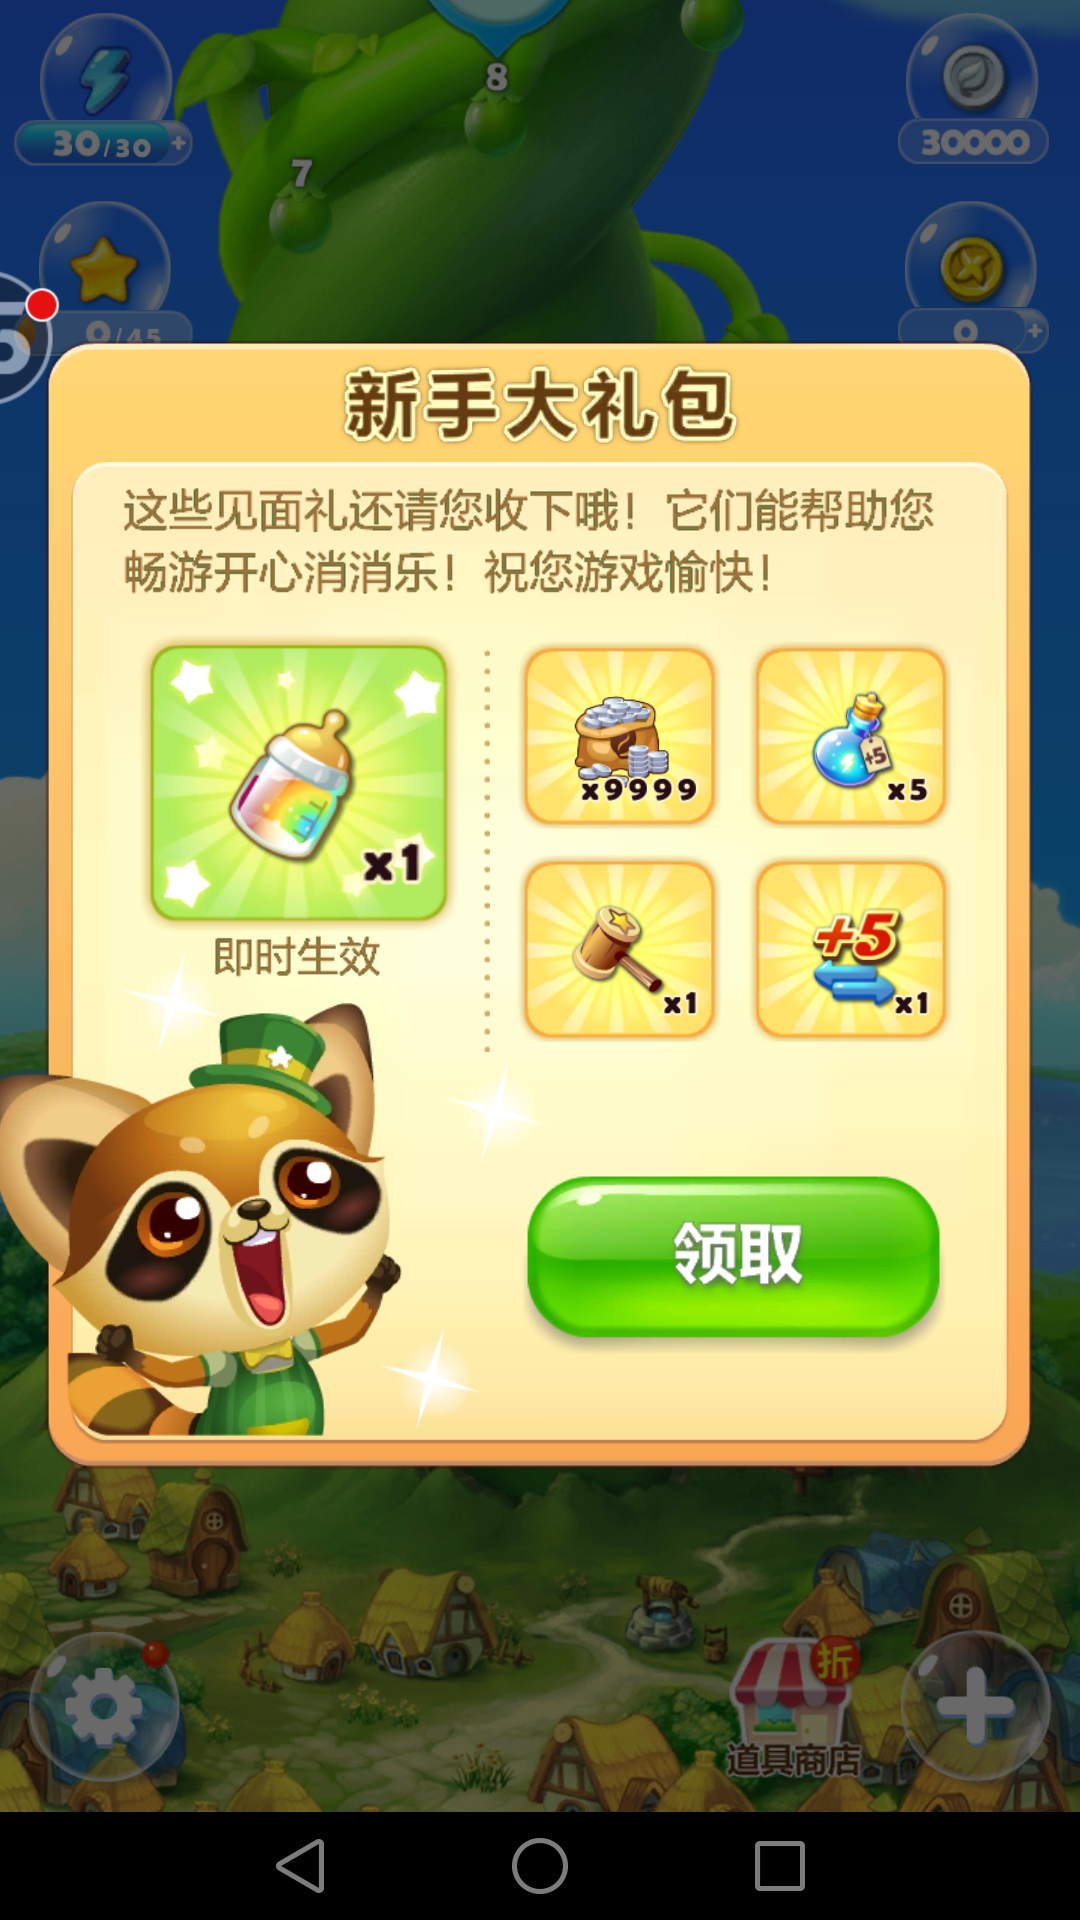 8
30/30
+
30000
7
0/45
0
+
新手大礼包
这些见面礼还请您收下哦！它们能帮助您
畅游开心消消乐！祝您游戏愉快！
x1
即时生效
x9999
+5
x5
x1
+5
x1
领取
折
道具商店